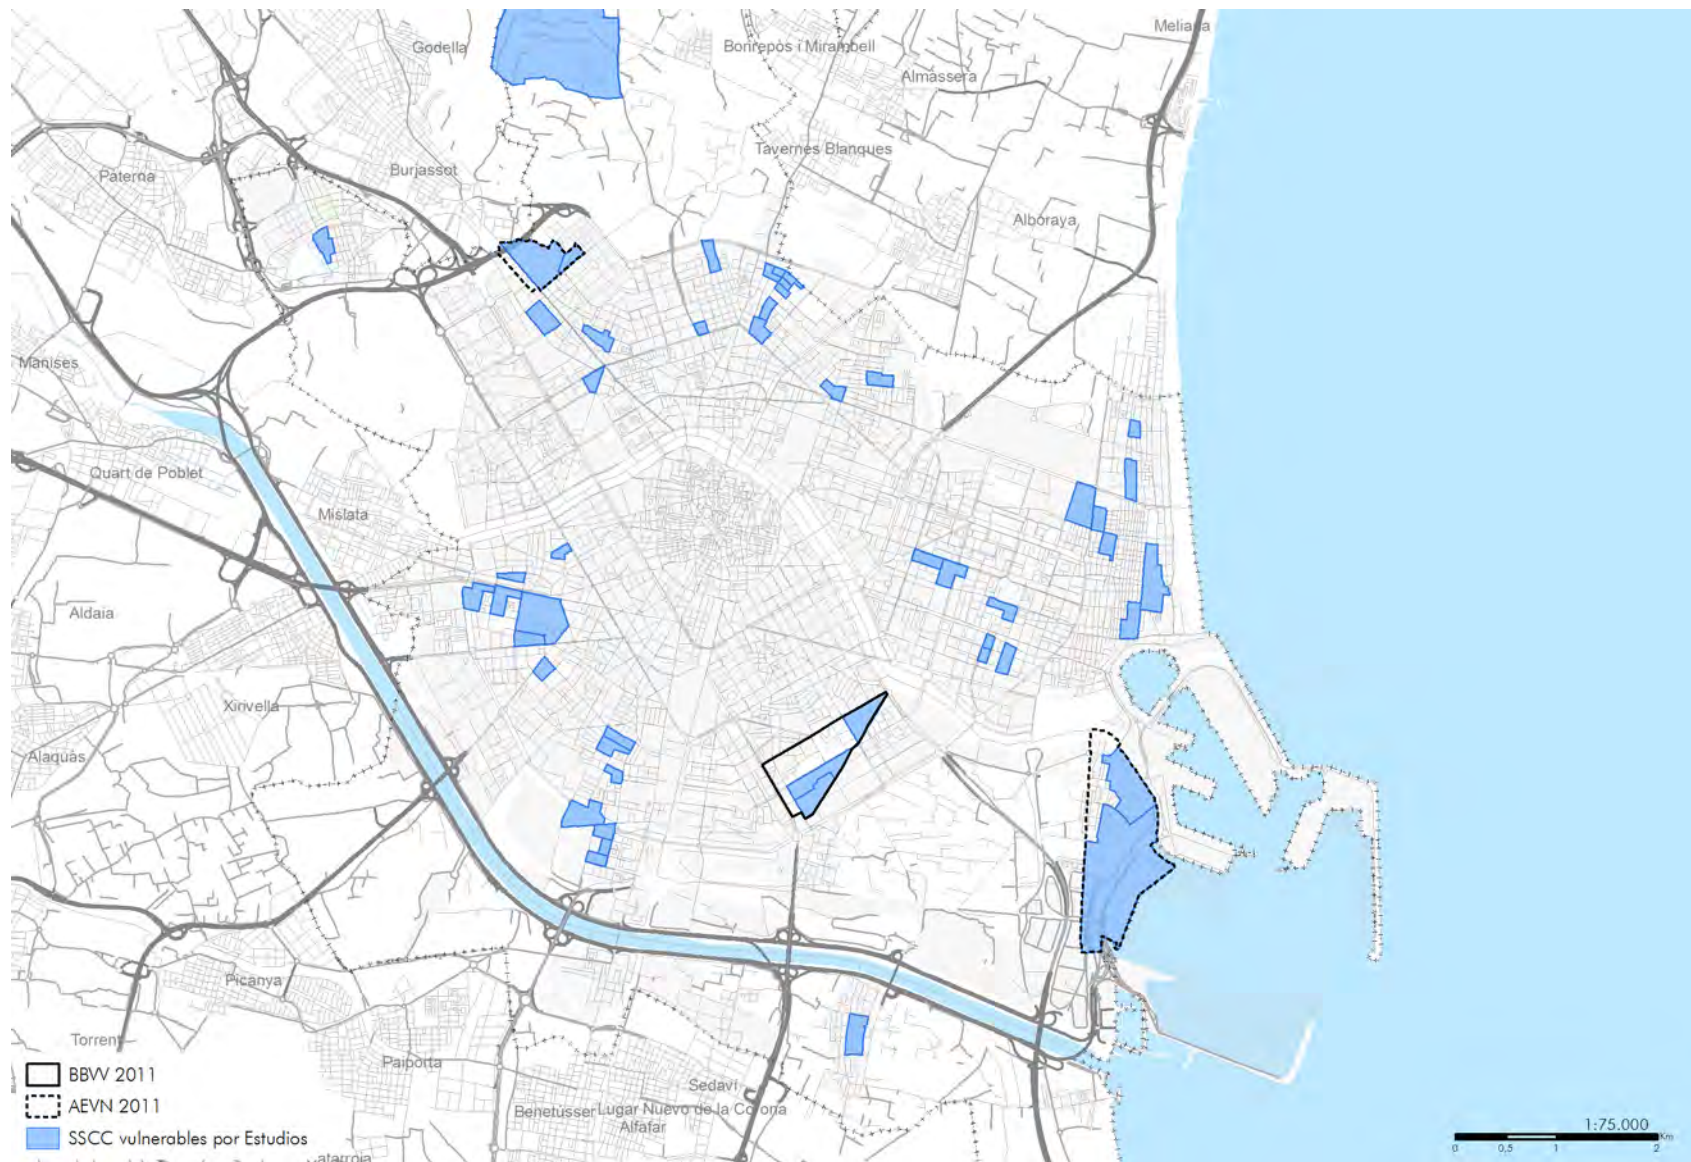 Meliana
Godella
Bonrepòs i Mirambell
Almàssera
Tavernes Blanques
Burjassot
Paterna
Alboraya
Manises
Quart de Poblet
Mislata
Aldaia
Xirivella
Alaquàs
Picanya
Torrent
Paiporta
BBVV 2011
Sedaví
AEVN 2011
Benetússer Lugar Nuevo de la Corona
Alfafar
1:75.000
SSCC vulnerables por Estudios
Km
0 0,5 1 2